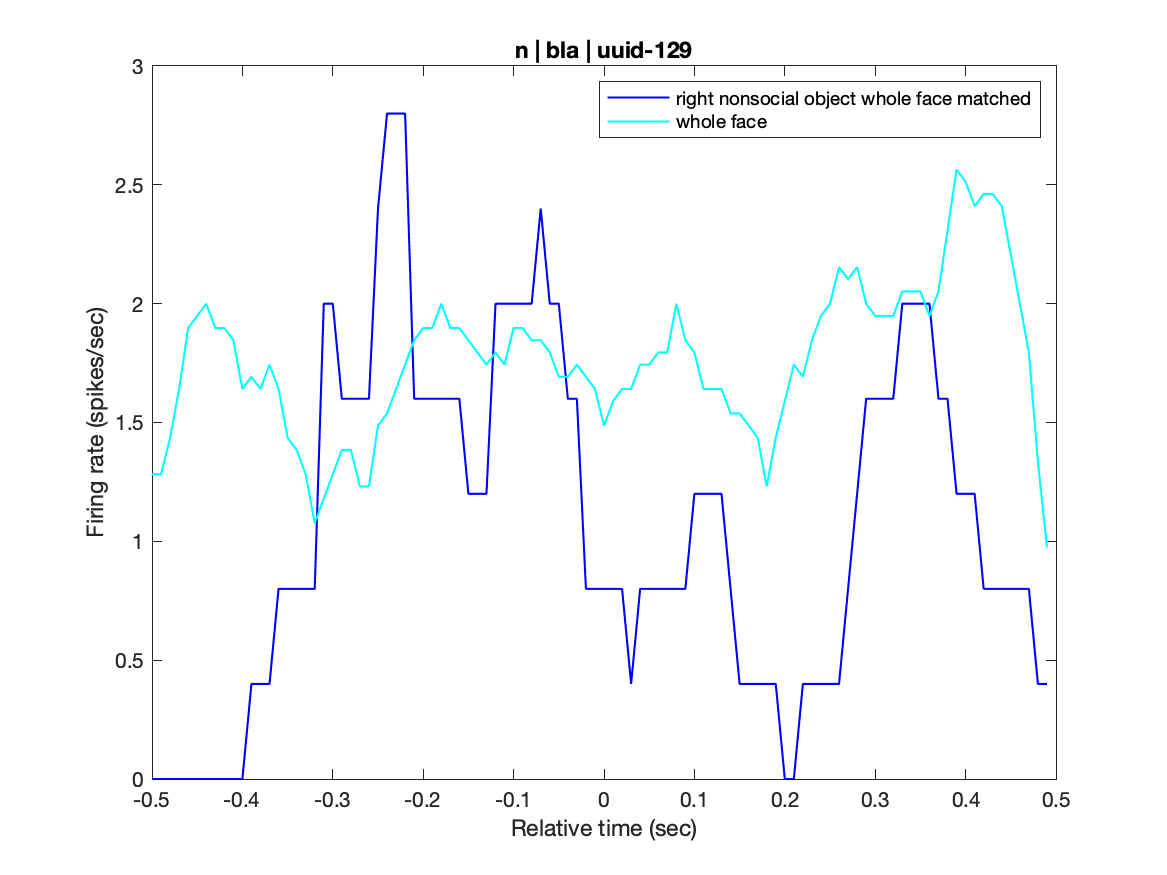 n | bla | uuid-129
right nonsocial object whole face matched
whole face
Firing rate (spikes/sec)
3
2.5
2
1.5
1
0.5
0
-0.5 -0.4 -0.3 -0.2 -0.1 0 0.1 0.2 0.3 0.4 0.5
Relative time (sec)